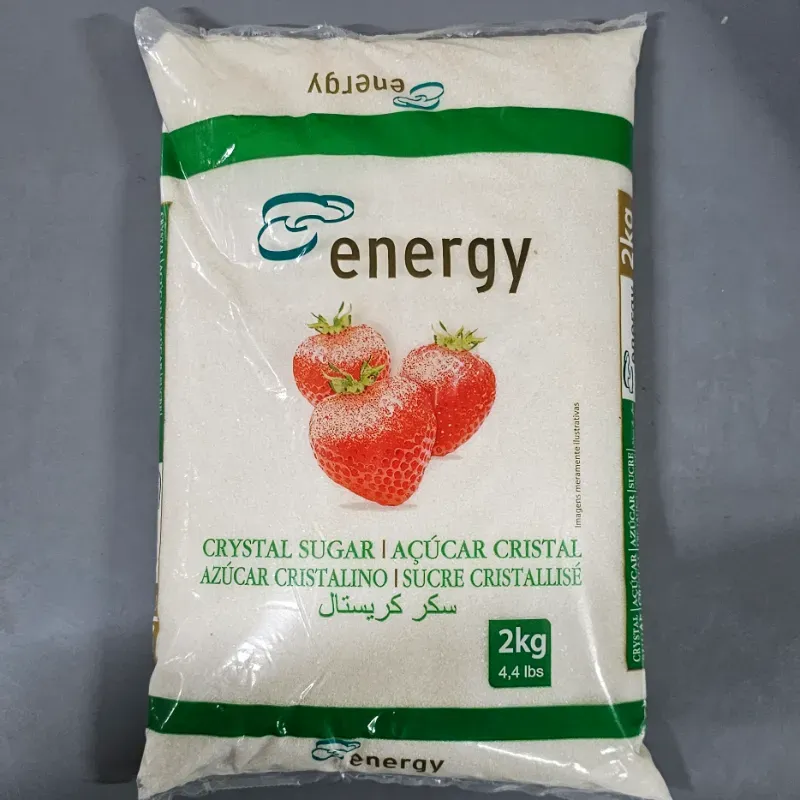 energy
energy
2kg
energy
Imagens meramente ilustrativas
CRYSTAL SUGAR | AÇÚCAR CRISTAL
AZÚCAR CRISTALINO | SUCRE CRISTALLISÉ
سكر كريستال
2kg
4,4 lbs
CRYSTAL | AÇÚCAR | AZÚCAR | SUCRE |
energy